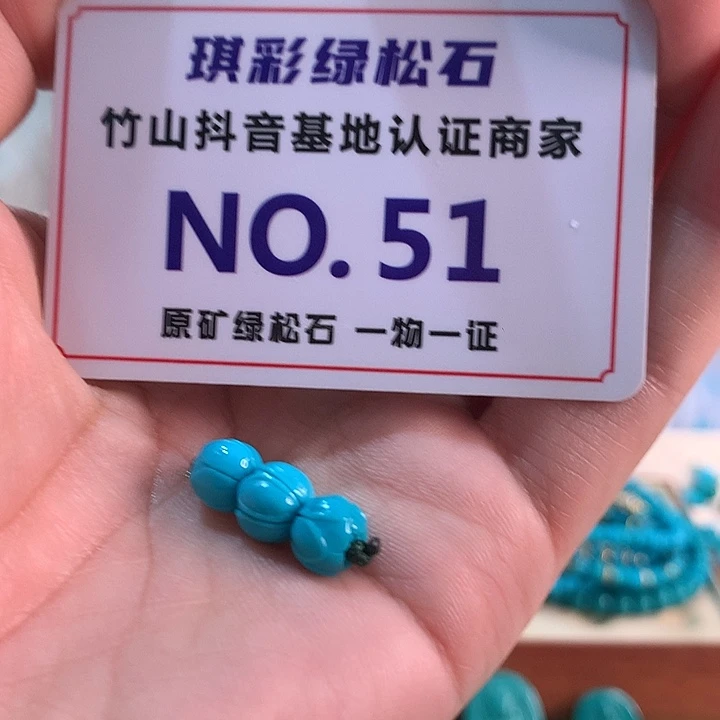 琪彩绿松石
竹山抖音基地认证商家
NO. 51
原矿绿松石 一物一证